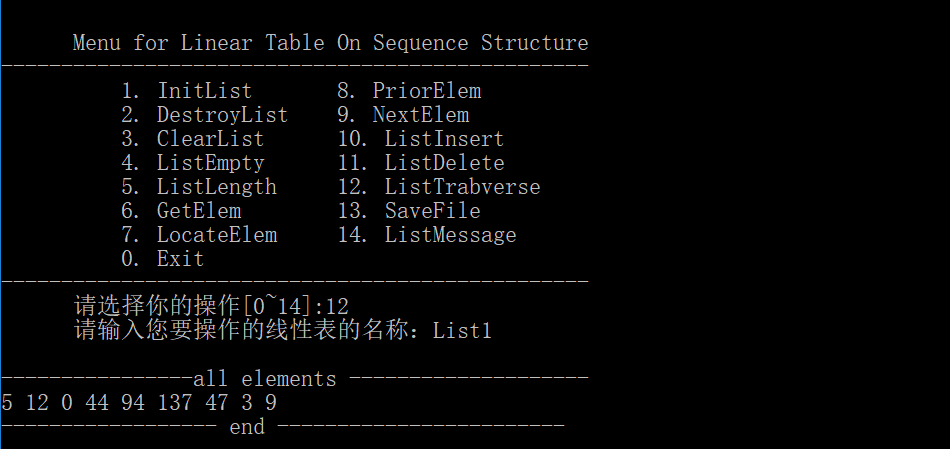 Menu for Linear Table On Sequence Structure
-------------------------------------------------
1. InitList 8. PriorElem
2. DestroyList 9. NextElem
3. ClearList 10. ListInsert
4. ListEmpty 11. ListDelete
5. ListLength 12. ListTrabverse
6. GetElem 13. SaveFile
7. LocateElem 14. ListMessage
0. Exit
-------------------------------------------------
请选择你的操作[0~14]:12
请输入您要操作的线性表的名称：List1
----------------all elements --------------------
5 12 0 44 94 137 47 3 9
------------------ end ------------------------